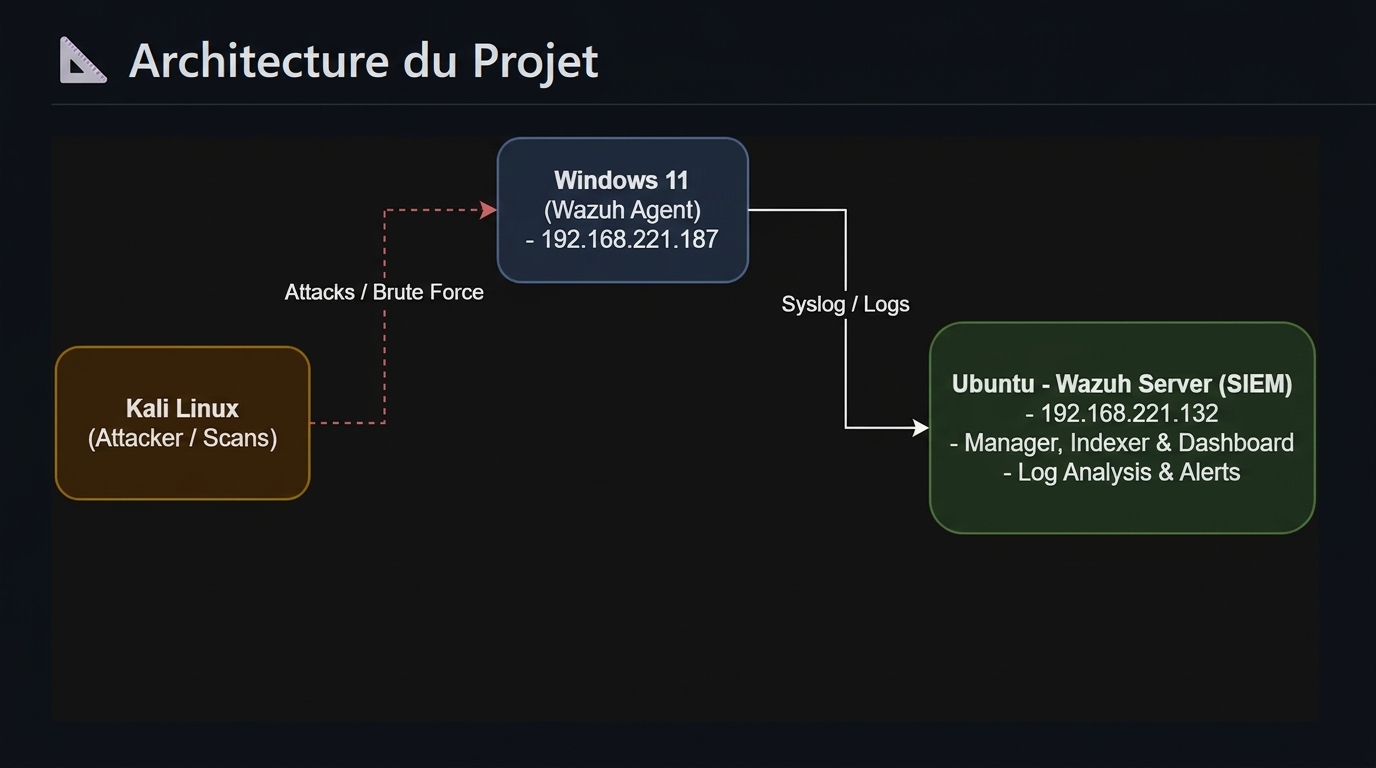 Architecture du Projet
Windows 11
(Wazuh Agent)
- 192.168.221.187
Attacks / Brute Force
Syslog / Logs
Kali Linux
(Attacker / Scans)
Ubuntu - Wazuh Server (SIEM)
- 192.168.221.132
- Manager, Indexer & Dashboard
- Log Analysis & Alerts